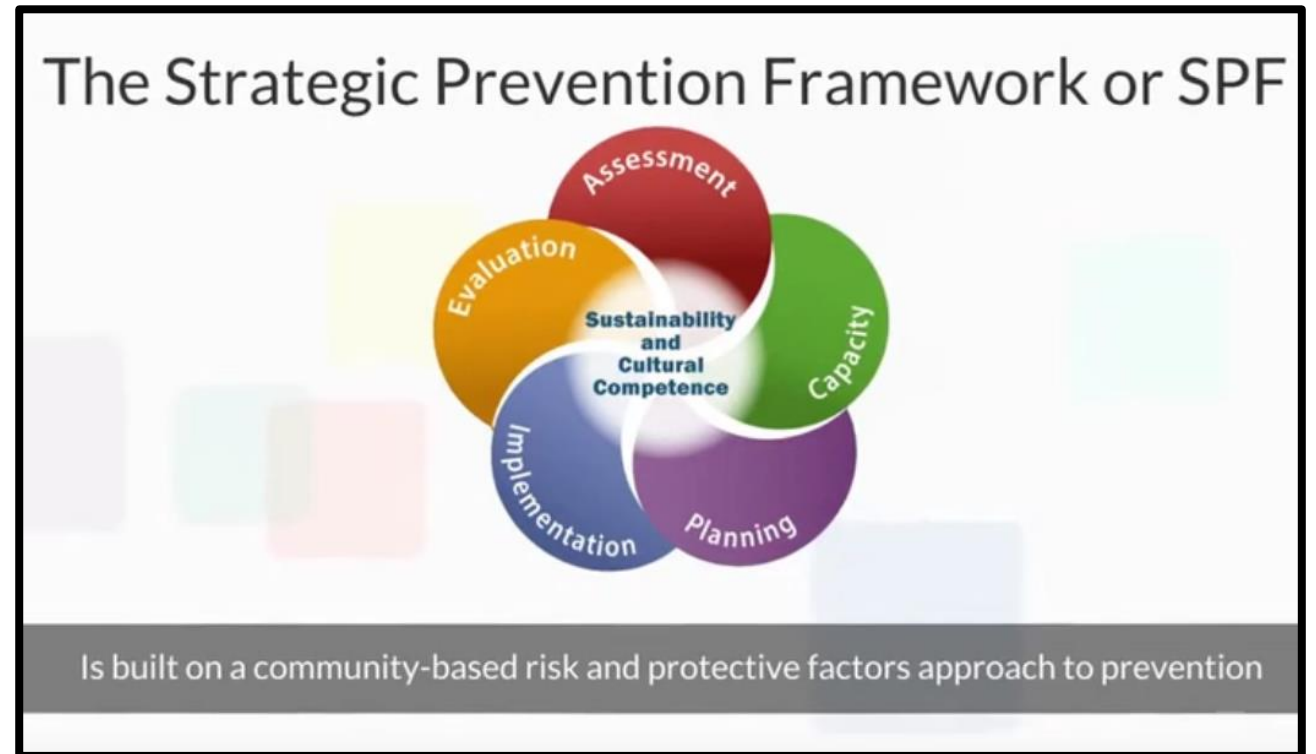 The Strategic Prevention Framework or SPF
Assessment
Capacity
Planning
Implementation
Evaluation
Sustainability
and
Cultural
Competence
Is built on a community-based risk and protective factors approach to prevention